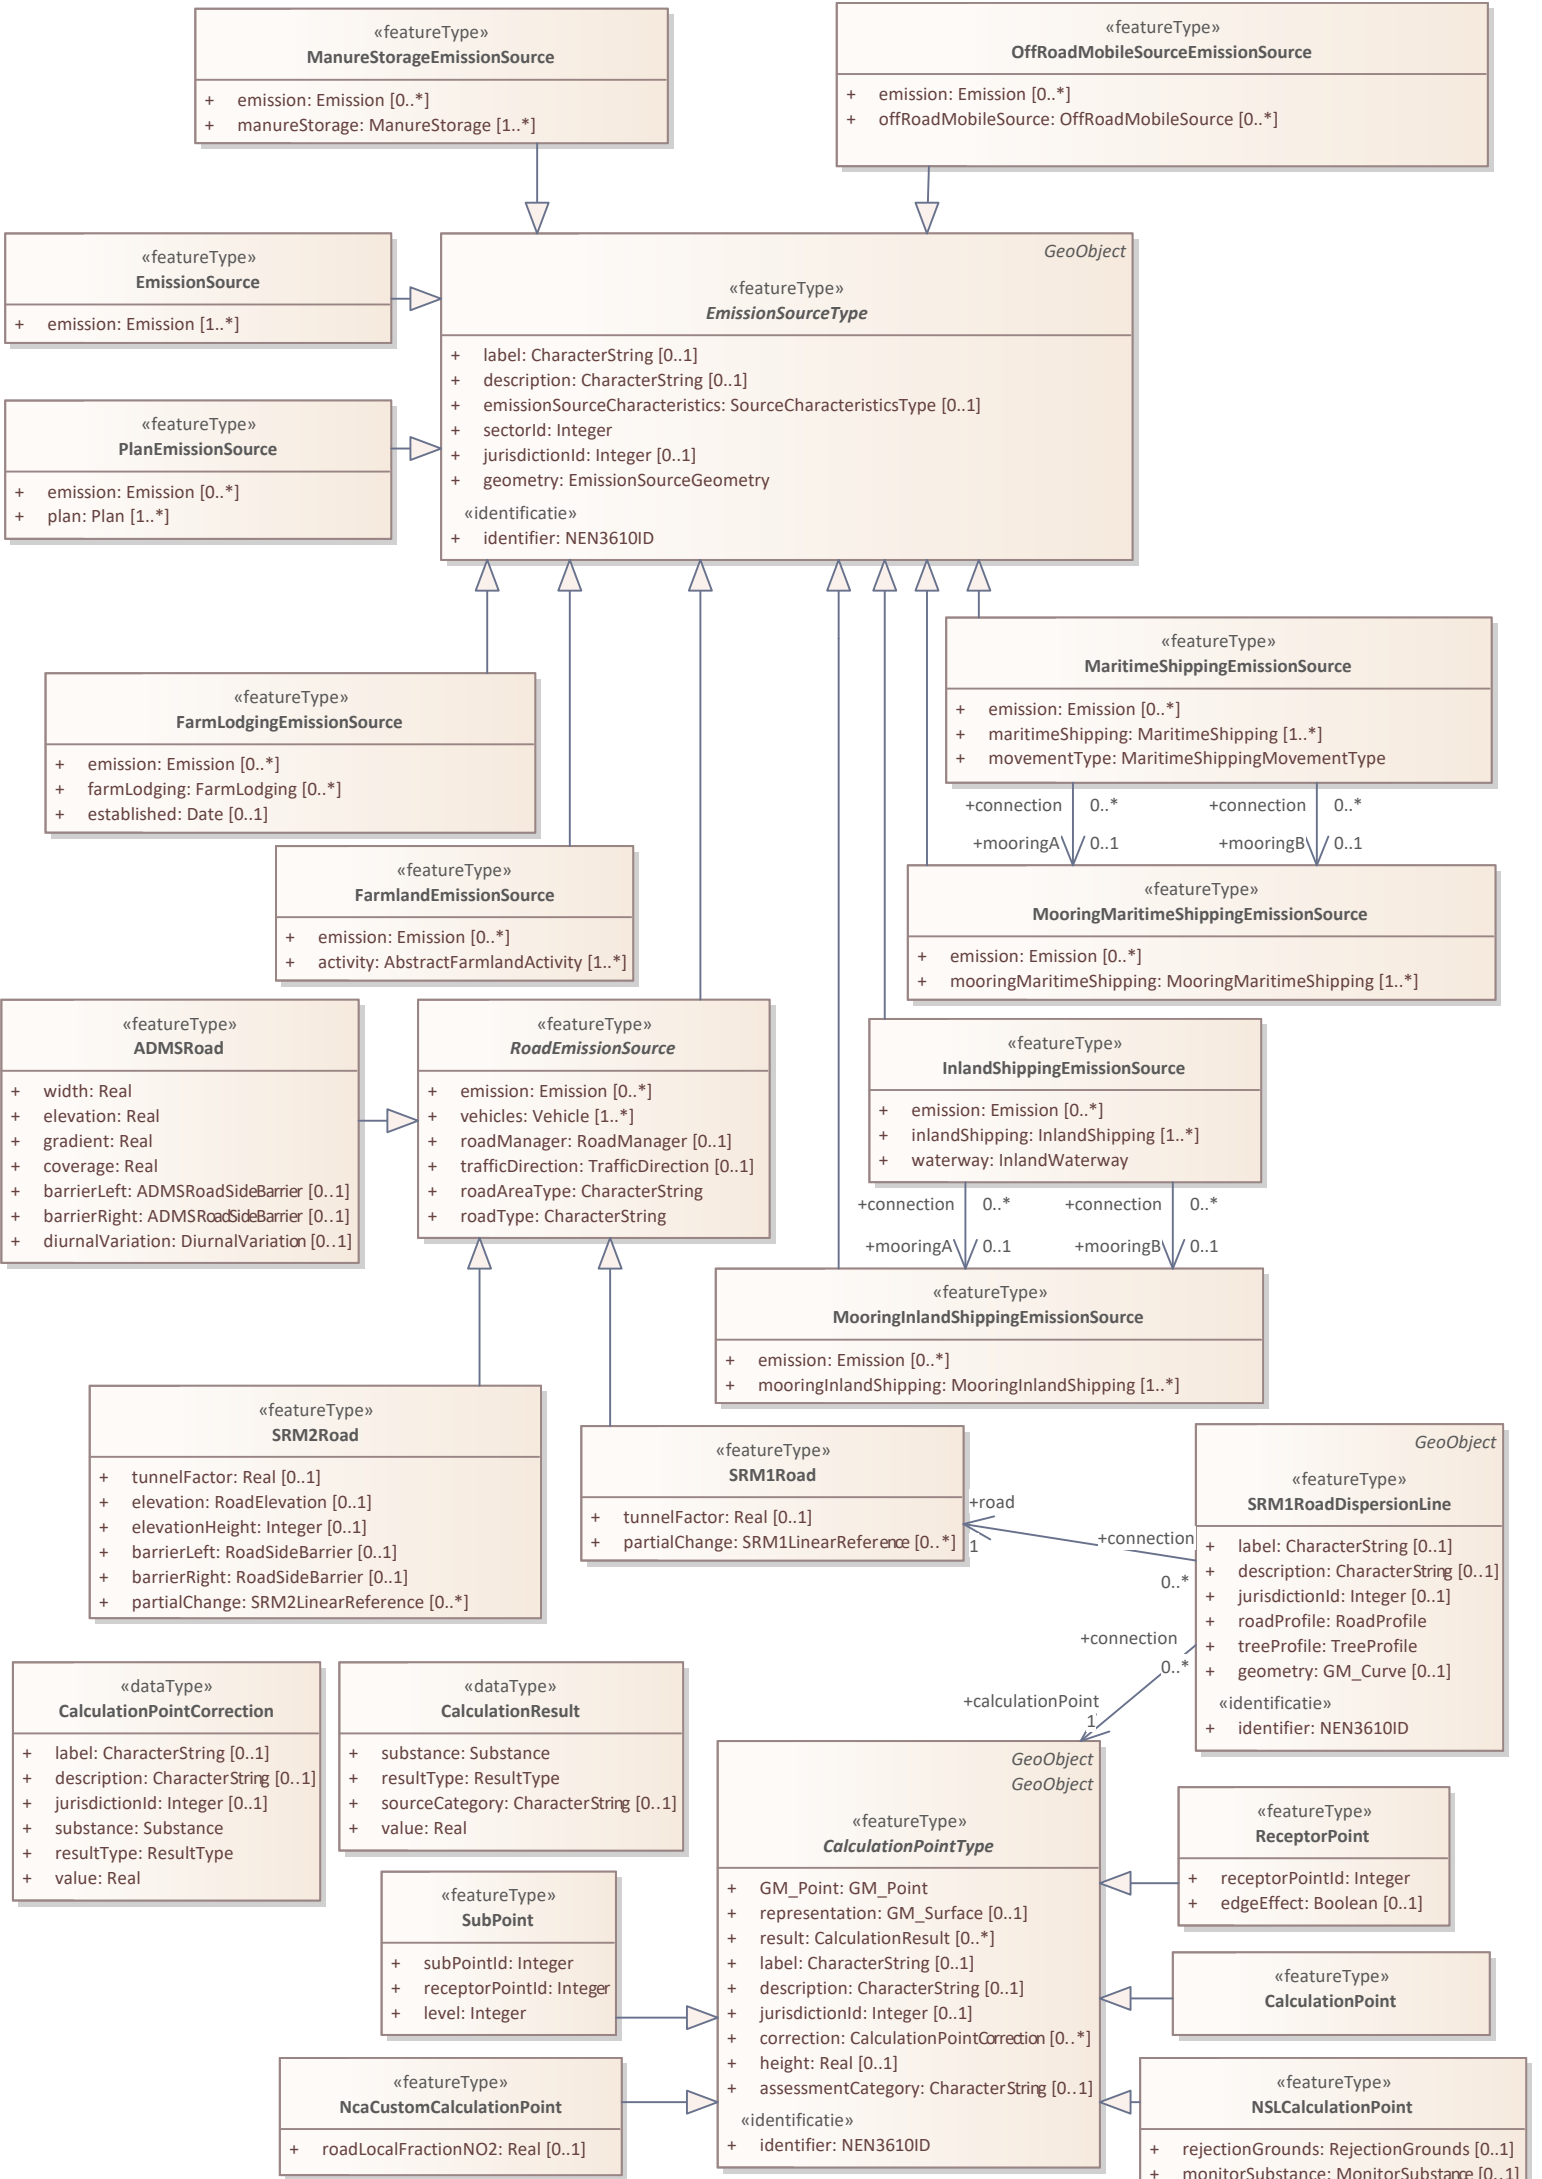 «featureType»
ManureStorageEmissionSource
+ emission: Emission [0..*]
+ manureStorage: ManureStorage [1..*]
«featureType»
OffRoadMobileSourceEmissionSource
+ emission: Emission [0..*]
+ offRoadMobileSource: OffRoadMobileSource [0..*]
«featureType»
EmissionSource
+ emission: Emission [1..*]
GeoObject
«featureType»
EmissionSourceType
+ label: CharacterString [0..1]
+ description: CharacterString [0..1]
+ emissionSourceCharacteristics: SourceCharacteristicsType [0..1]
+ sectorId: Integer
+ jurisdictionId: Integer [0..1]
+ geometry: EmissionSourceGeometry
«identificatie»
+ identifier: NEN3610ID
«featureType»
PlanEmissionSource
+ emission: Emission [0..*]
+ plan: Plan [1..*]
«featureType»
FarmLodgingEmissionSource
+ emission: Emission [0..*]
+ farmLodging: FarmLodging [0..*]
+ established: Date [0..1]
«featureType»
MaritimeShippingEmissionSource
+ emission: Emission [0..*]
+ maritimeShipping: MaritimeShipping [1..*]
+ movementType: MaritimeShippingMovementType
+connection 0..* +connection 0..*
+mooringA 0..1 +mooringB 0..1
«featureType»
FarmlandEmissionSource
+ emission: Emission [0..*]
+ activity: AbstractFarmlandActivity [1..*]
«featureType»
MooringMaritimeShippingEmissionSource
+ emission: Emission [0..*]
+ mooringMaritimeShipping: MooringMaritimeShipping [1..*]
«featureType»
ADMSRoad
+ width: Real
+ elevation: Real
+ gradient: Real
+ coverage: Real
+ barrierLeft: ADMSRoadSideBarrier [0..1]
+ barrierRight: ADMSRoadSideBarrier [0..1]
+ diurnalVariation: DiurnalVariation [0..1]
«featureType»
RoadEmissionSource
+ emission: Emission [0..*]
+ vehicles: Vehicle [1..*]
+ roadManager: RoadManager [0..1]
+ trafficDirection: TrafficDirection [0..1]
+ roadAreaType: CharacterString
+ roadType: CharacterString
«featureType»
InlandShippingEmissionSource
+ emission: Emission [0..*]
+ inlandShipping: InlandShipping [1..*]
+ waterway: InlandWaterway
+connection 0..* +connection 0..*
+mooringA 0..1 +mooringB 0..1
«featureType»
MooringInlandShippingEmissionSource
+ emission: Emission [0..*]
+ mooringInlandShipping: MooringInlandShipping [1..*]
«featureType»
SRM2Road
+ tunnelFactor: Real [0..1]
+ elevation: RoadElevation [0..1]
+ elevationHeight: Integer [0..1]
+ barrierLeft: RoadSideBarrier [0..1]
+ barrierRight: RoadSideBarrier [0..1]
+ partialChange: SRM2LinearReference [0..*]
«featureType»
SRM1Road
+ tunnelFactor: Real [0..1]
+ partialChange: SRM1LinearReference [0..*]
+road
1
+connection
0..*
GeoObject
«featureType»
SRM1RoadDispersionLine
+ label: CharacterString [0..1]
+ description: CharacterString [0..1]
+ jurisdictionId: Integer [0..1]
+ roadProfile: RoadProfile
+ treeProfile: TreeProfile
+ geometry: GM_Curve [0..1]
«identificatie»
+ identifier: NEN3610ID
+connection
0..*
+calculationPoint
1
«dataType»
CalculationPointCorrection
+ label: CharacterString [0..1]
+ description: CharacterString [0..1]
+ jurisdictionId: Integer [0..1]
+ substance: Substance
+ resultType: ResultType
+ value: Real
«dataType»
CalculationResult
+ substance: Substance
+ resultType: ResultType
+ sourceCategory: CharacterString [0..1]
+ value: Real
GeoObject
GeoObject
«featureType»
CalculationPointType
+ GM_Point: GM_Point
+ representation: GM_Surface [0..1]
+ result: CalculationResult [0..*]
+ label: CharacterString [0..1]
+ description: CharacterString [0..1]
+ jurisdictionId: Integer [0..1]
+ correction: CalculationPointCorrection [0..*]
+ height: Real [0..1]
+ assessmentCategory: CharacterString [0..1]
«identificatie»
+ identifier: NEN3610ID
«featureType»
ReceptorPoint
+ receptorPointId: Integer
+ edgeEffect: Boolean [0..1]
«featureType»
SubPoint
+ subPointId: Integer
+ receptorPointId: Integer
+ level: Integer
«featureType»
CalculationPoint
«featureType»
NcaCustomCalculationPoint
+ roadLocalFractionNO2: Real [0..1]
«featureType»
NSLCalculationPoint
+ rejectionGrounds: RejectionGrounds [0..1]
+ monitorSubstance: MonitorSubstance [0..1]